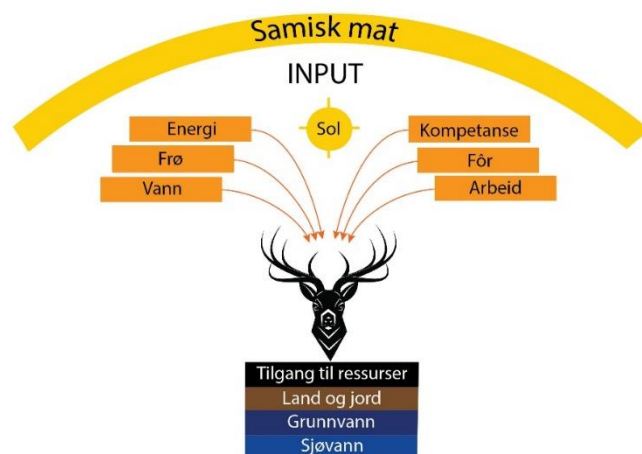 Samisk mat
INPUT
Energi
Frø
Vann
Sol
Kompetanse
Fôr
Arbeid
Tilgang til ressurser
Land og jord
Grunnvann
Sjøvann